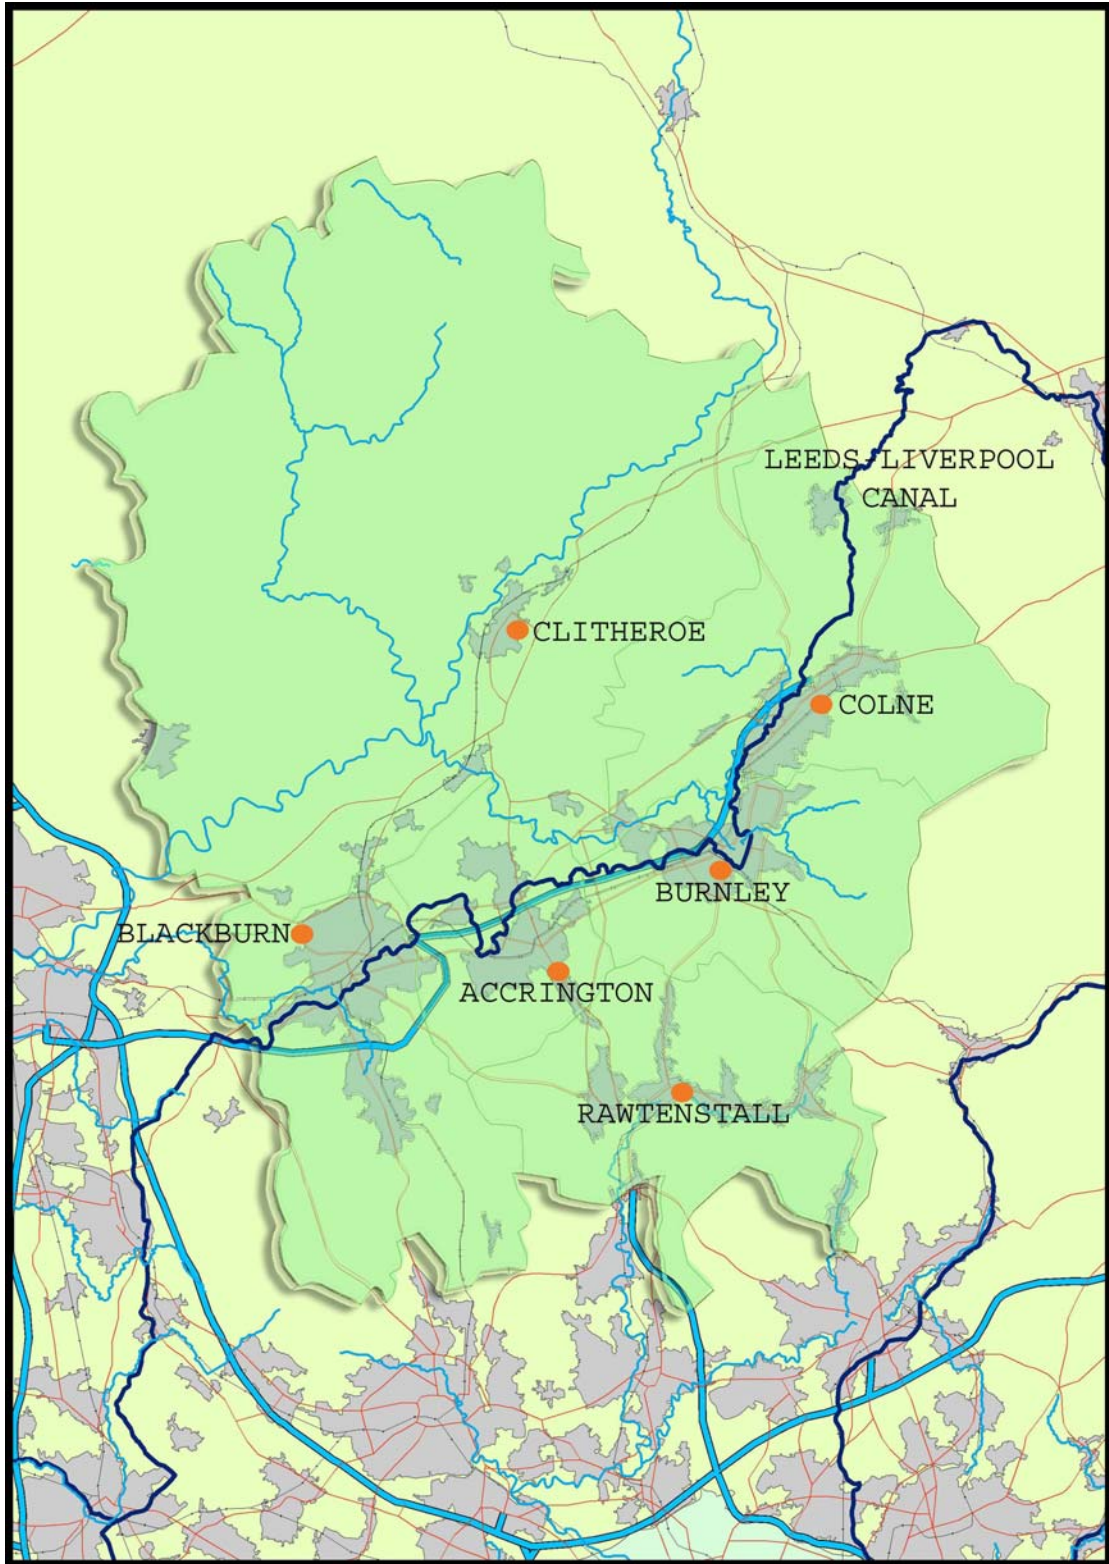 LEEDS-LIVERPOOL
CANAL
CLITHEROE
COLNE
BURNLEY
BLACKBURN
ACCRINGTON
RAWTENSTALL